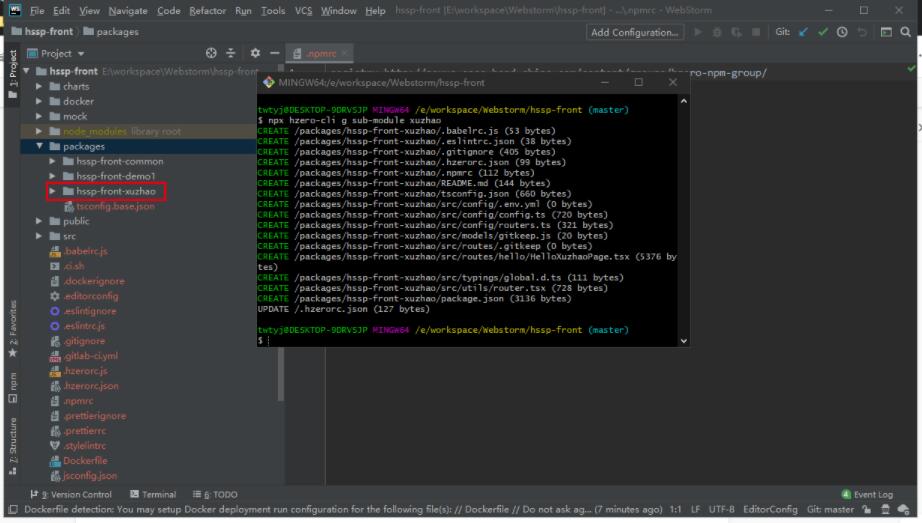 File Edit View Navigate Code Refactor Run Tools VCS Window Help hssp-front [E:\workspace\Webstorm\hssp-front] - ...\.npmrc - WebStorm
hssp-front packages Add Configuration... Git:
Project
.npmrc
1: Project
hssp-front E:\workspace\Webstorm\hssp-front
charts
docker
mock
node_modules library root
packages
hssp-front-common
hssp-front-demo1
hssp-front-xuzhao
tsconfig.base.json
public
src
.babelrc.js
.ci.sh
.dockerignore
.editorconfig
.eslintignore
.eslintrc.js
.gitignore
.gitlab-ci.yml
.hzerorc.js
.hzerorc.json
.npmrc
.prettierignore
.prettierrc
.stylelintrc
Dockerfile
jsconfig.json
2: Favorites
npm
7: Structure
MINGW64:/e/workspace/Webstorm/hssp-front
twtyj@DESKTOP-9DRVSJP MINGW64 /e/workspace/Webstorm/hssp-front (master)
$ npx hzero-cli g sub-module xuzhao
CREATE /packages/hssp-front-xuzhao/.babelrc.js (53 bytes)
CREATE /packages/hssp-front-xuzhao/.eslintrc.json (38 bytes)
CREATE /packages/hssp-front-xuzhao/.gitignore (405 bytes)
CREATE /packages/hssp-front-xuzhao/.hzerorc.json (99 bytes)
CREATE /packages/hssp-front-xuzhao/.npmrc (112 bytes)
CREATE /packages/hssp-front-xuzhao/README.md (144 bytes)
CREATE /packages/hssp-front-xuzhao/tsconfig.json (660 bytes)
CREATE /packages/hssp-front-xuzhao/src/config/.env.yml (0 bytes)
CREATE /packages/hssp-front-xuzhao/src/config/config.ts (720 bytes)
CREATE /packages/hssp-front-xuzhao/src/config/routers.ts (321 bytes)
CREATE /packages/hssp-front-xuzhao/src/models/gitkeep.js (20 bytes)
CREATE /packages/hssp-front-xuzhao/src/routes/.gitkeep (0 bytes)
CREATE /packages/hssp-front-xuzhao/src/routes/hello/HelloXuzhaoPage.tsx (5376 by
tes)
CREATE /packages/hssp-front-xuzhao/src/typings/global.d.ts (111 bytes)
CREATE /packages/hssp-front-xuzhao/src/utils/router.tsx (728 bytes)
CREATE /packages/hssp-front-xuzhao/package.json (3136 bytes)
UPDATE /.hzerorc.json (127 bytes)
twtyj@DESKTOP-9DRVSJP MINGW64 /e/workspace/Webstorm/hssp-front (master)
$
9: Version Control Terminal 6: TODO 4 Event Log
Dockerfile detection: You may setup Docker deployment run configuration for the following file(s): // Dockerfile // Do not ask ag... (7 minutes ago) 1:1 LF UTF-8 EditorConfig Git: master